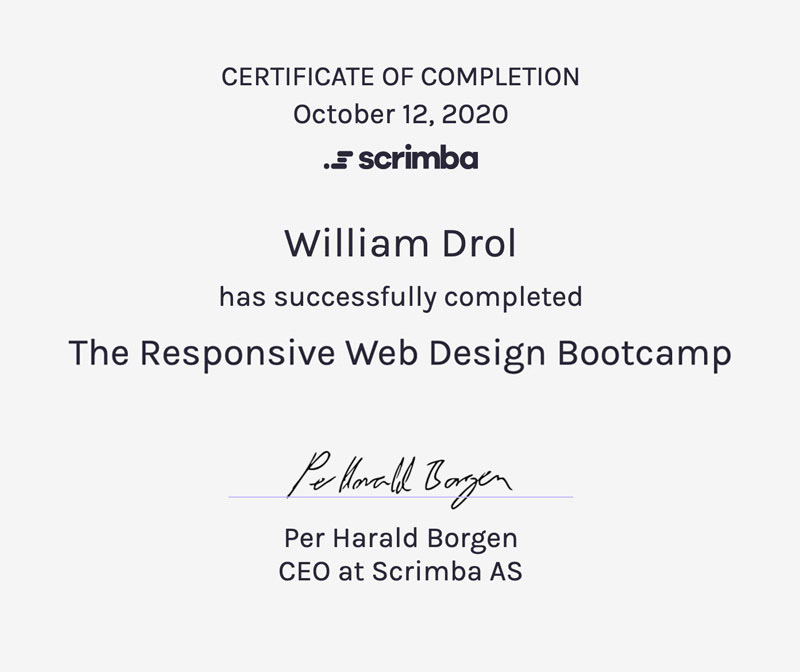 CERTIFICATE OF COMPLETION
October 12, 2020
scrimba
William Drol
has successfully completed
The Responsive Web Design Bootcamp
Per Harald Borgen
Per Harald Borgen
CEO at Scrimba AS